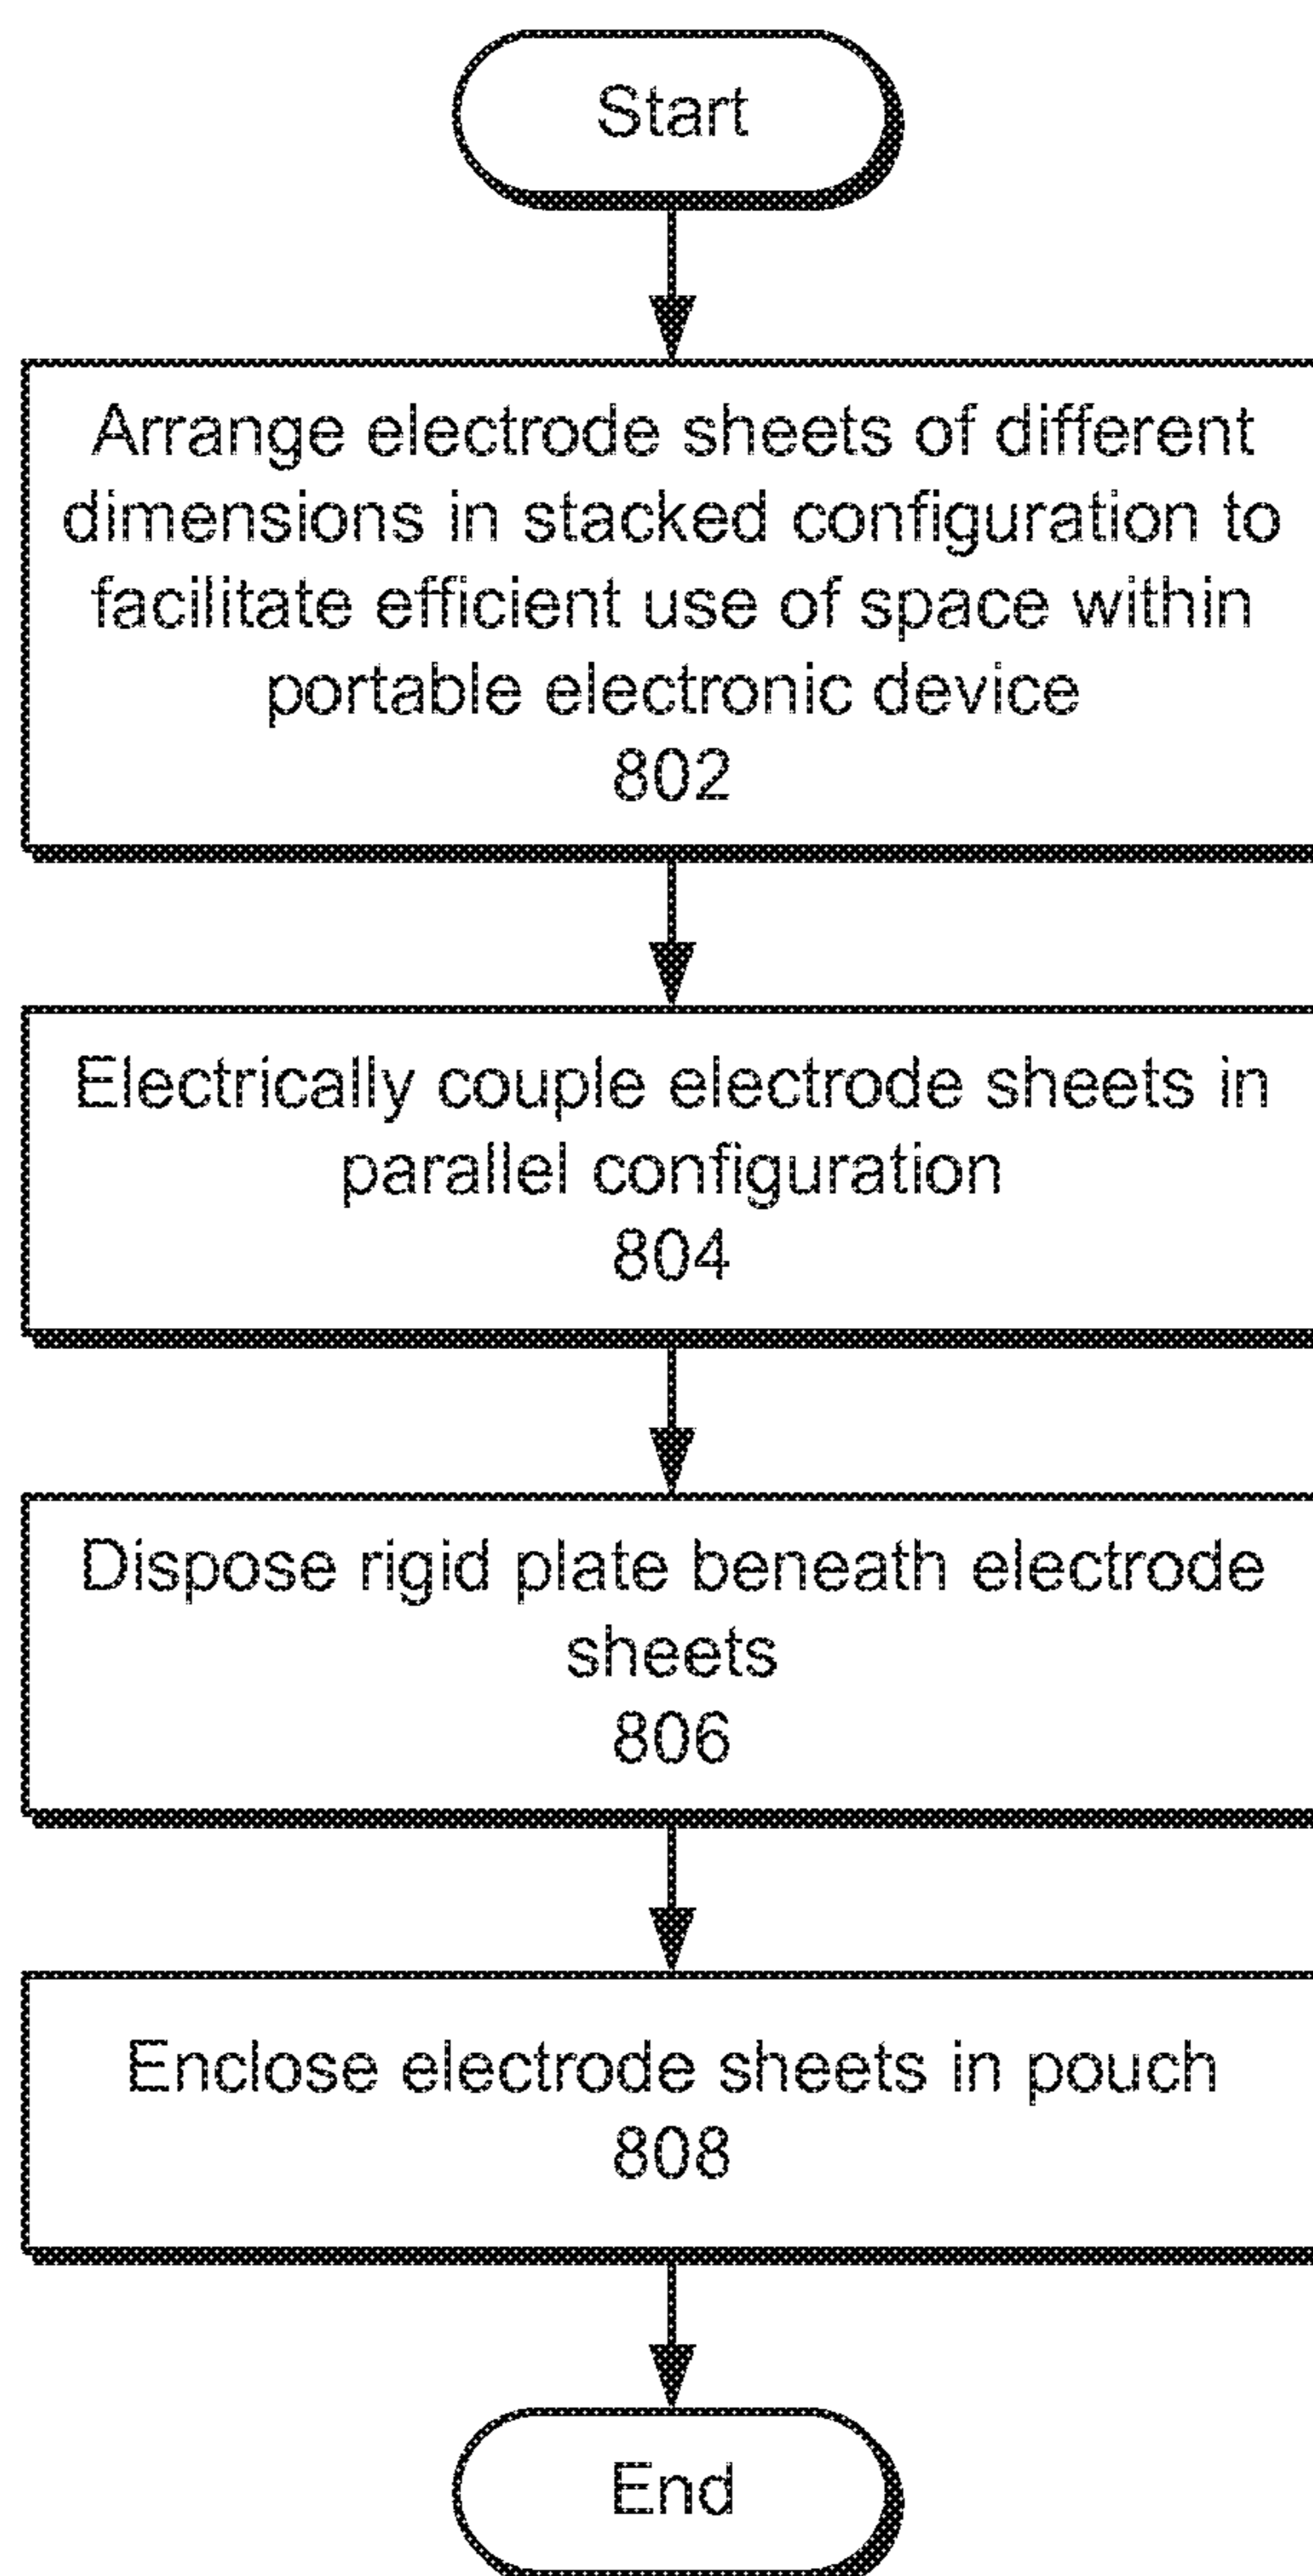 Start
Arrange electrode sheets of different
dimensions in stacked configuration to
facilitate efficient use of space within
portable electronic device
802
Electrically couple electrode sheets in
parallel configuration
804
Dispose rigid plate beneath electrode
sheets
806
Enclose electrode sheets in pouch
808
End